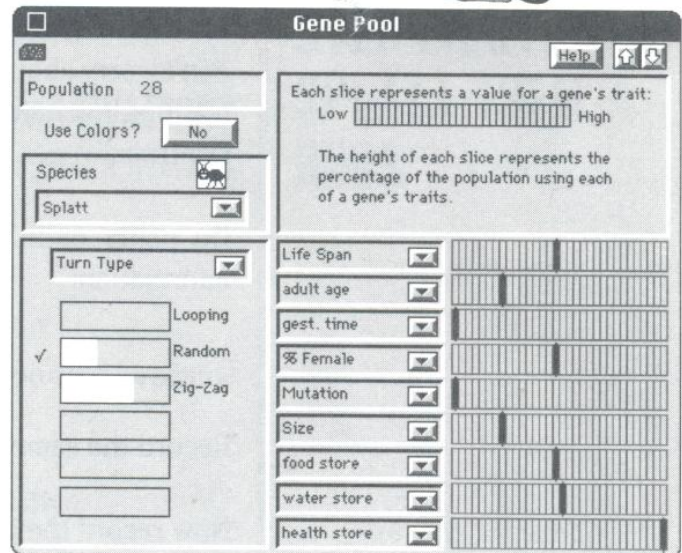 Gene Pool
Help
Population 28
Use Colors? No
Species
Splatt
Each slice represents a value for a gene's trait:
Low High
The height of each slice represents the
percentage of the population using each
of a gene's traits.
Turn Type
Looping
√ Random
Zig-Zag
Life Span
adult age
gest. time
% Female
Mutation
Size
food store
water store
health store